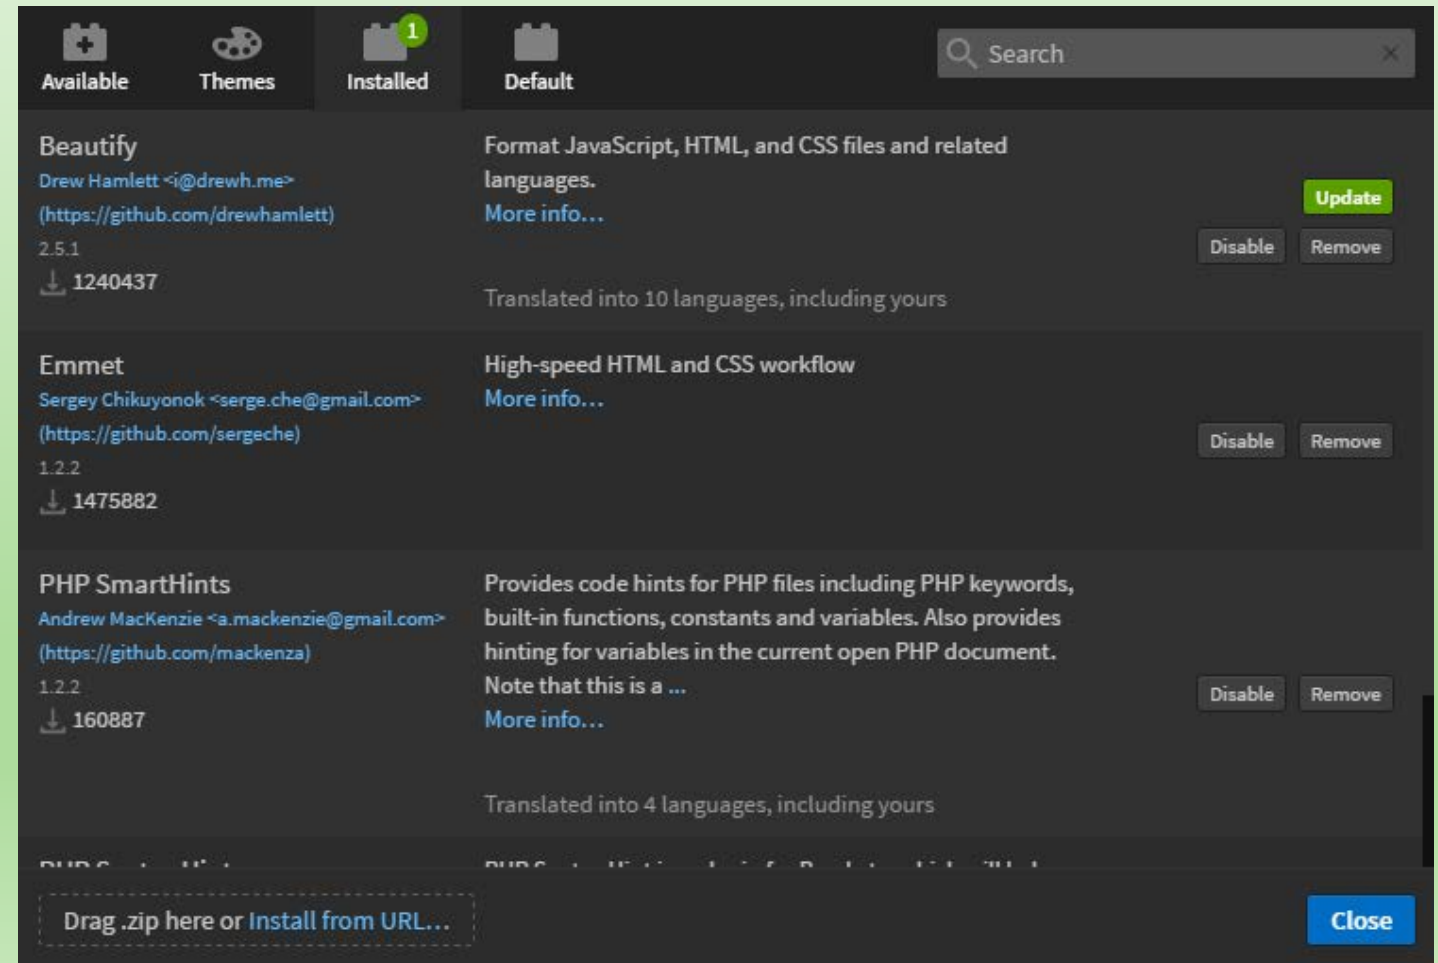 Available
Themes
1
Installed
Default
Search
Beautify
Drew Hamlett <i@drewh.me>
(https://github.com/drewhamlett)
2.5.1
1240437
Format JavaScript, HTML, and CSS files and related
languages.
More info...
Translated into 10 languages, including yours
Update
Disable
Remove
Emmet
Sergey Chikuyonok <serge.che@gmail.com>
(https://github.com/sergeche)
1.2.2
1475882
High-speed HTML and CSS workflow
More info...
Disable
Remove
PHP SmartHints
Andrew MacKenzie <a.mackenzie@gmail.com>
(https://github.com/mackenza)
1.2.2
160887
Provides code hints for PHP files including PHP keywords,
built-in functions, constants and variables. Also provides
hinting for variables in the current open PHP document.
Note that this is a ...
More info...
Translated into 4 languages, including yours
Disable
Remove
Drag .zip here or Install from URL...
Close